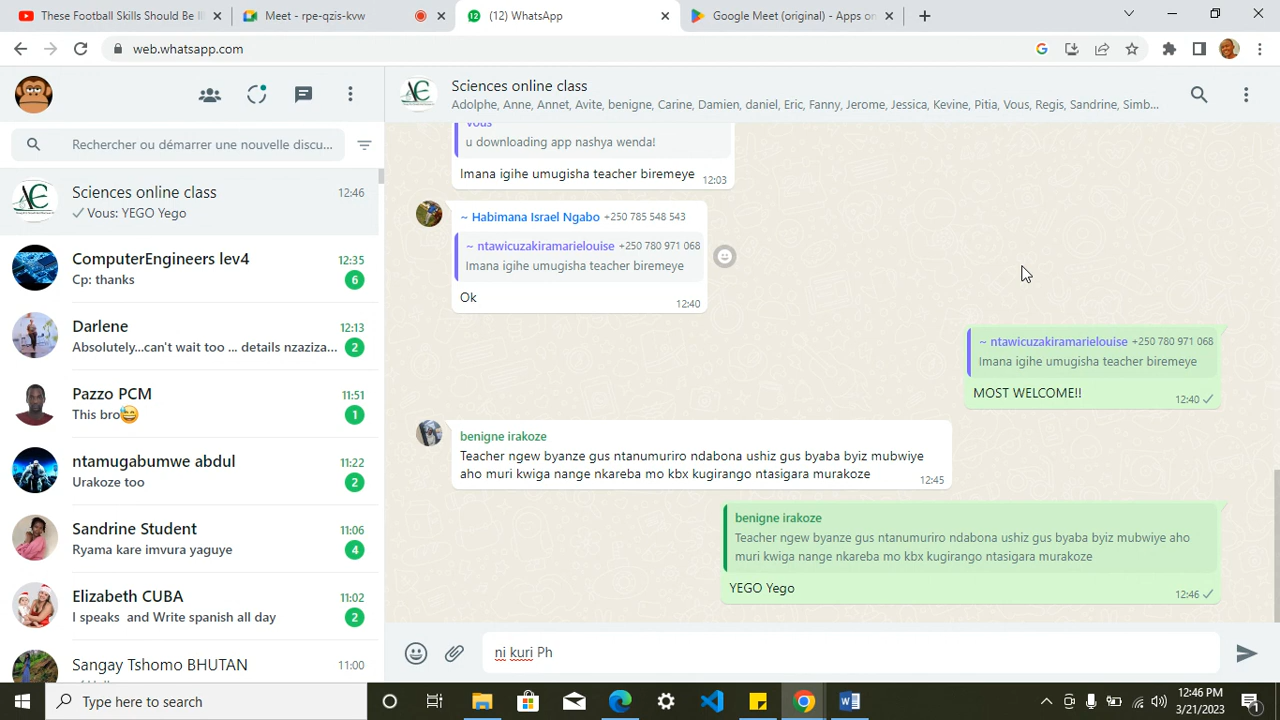 These Football Skills Should Be Il
Meet - rpe-qzis-kvw
(12) WhatsApp
Google Meet (original) - Apps on
web.whatsapp.com
Sciences online class
Adolphe, Anne, Annet, Avite, benigne, Carine, Damien, daniel, Eric, Fanny, Jerome, Jessica, Kevine, Pitia, Vous, Regis, Sandrine, Simb...
Rechercher ou démarrer une nouvelle discu...
Sciences online class 12:46
Vous: YEGO Yego
ComputerEngineers lev4 12:35
Cp: thanks 6
Darlene 12:13
Absolutely...can't wait too ... details nzaziza... 2
Pazzo PCM 11:51
This bro😅 1
ntamugabumwe abdul 11:22
Urakoze too 2
Sandrine Student 11:06
Ryama kare imvura yaguye 4
Elizabeth CUBA 11:02
I speaks and Write spanish all day 2
Sangay Tshomo BHUTAN 11:00
Vous
u downloading app nashya wenda!
Imana igihe umugisha teacher biremeye 12:03
~ Habimana Israel Ngabo +250 785 548 543
~ ntawicuzakiramarielouise +250 780 971 068
Imana igihe umugisha teacher biremeye
Ok
12:40
~ ntawicuzakiramarielouise +250 780 971 068
Imana igihe umugisha teacher biremeye
MOST WELCOME!!
12:40
benigne irakoze
Teacher ngew byanze gus ntanumuriro ndabona ushiz gus byaba byiz mubwiye
aho muri kwiga nange nkareba mo kbx kugirango ntasigara murakoze
12:45
benigne irakoze
Teacher ngew byanze gus ntanumuriro ndabona ushiz gus byaba byiz mubwiye aho
muri kwiga nange nkareba mo kbx kugirango ntasigara murakoze
YEGO Yego
12:46
ni kuri Ph
Type here to search
12:46 PM
3/21/2023
1